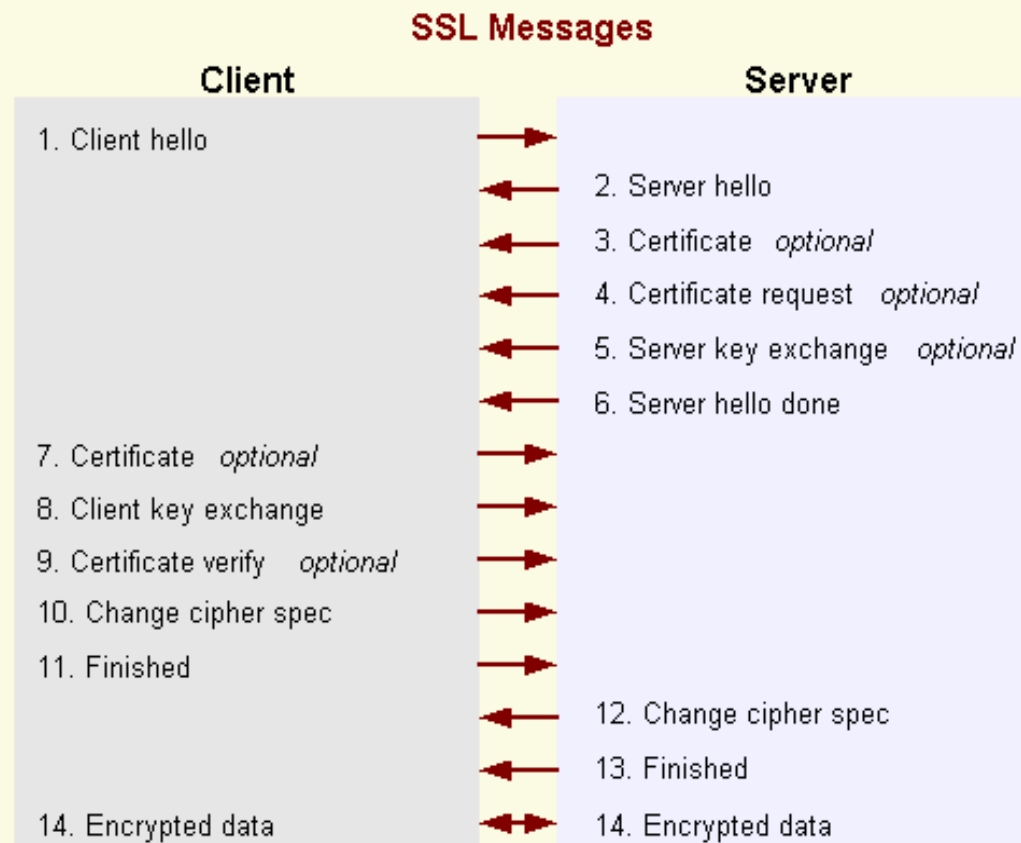 SSL Messages
Client Server
1. Client hello
2. Server hello
3. Certificate optional
4. Certificate request optional
5. Server key exchange optional
6. Server hello done
7. Certificate optional
8. Client key exchange
9. Certificate verify optional
10. Change cipher spec
11. Finished
12. Change cipher spec
13. Finished
14. Encrypted data 14. Encrypted data